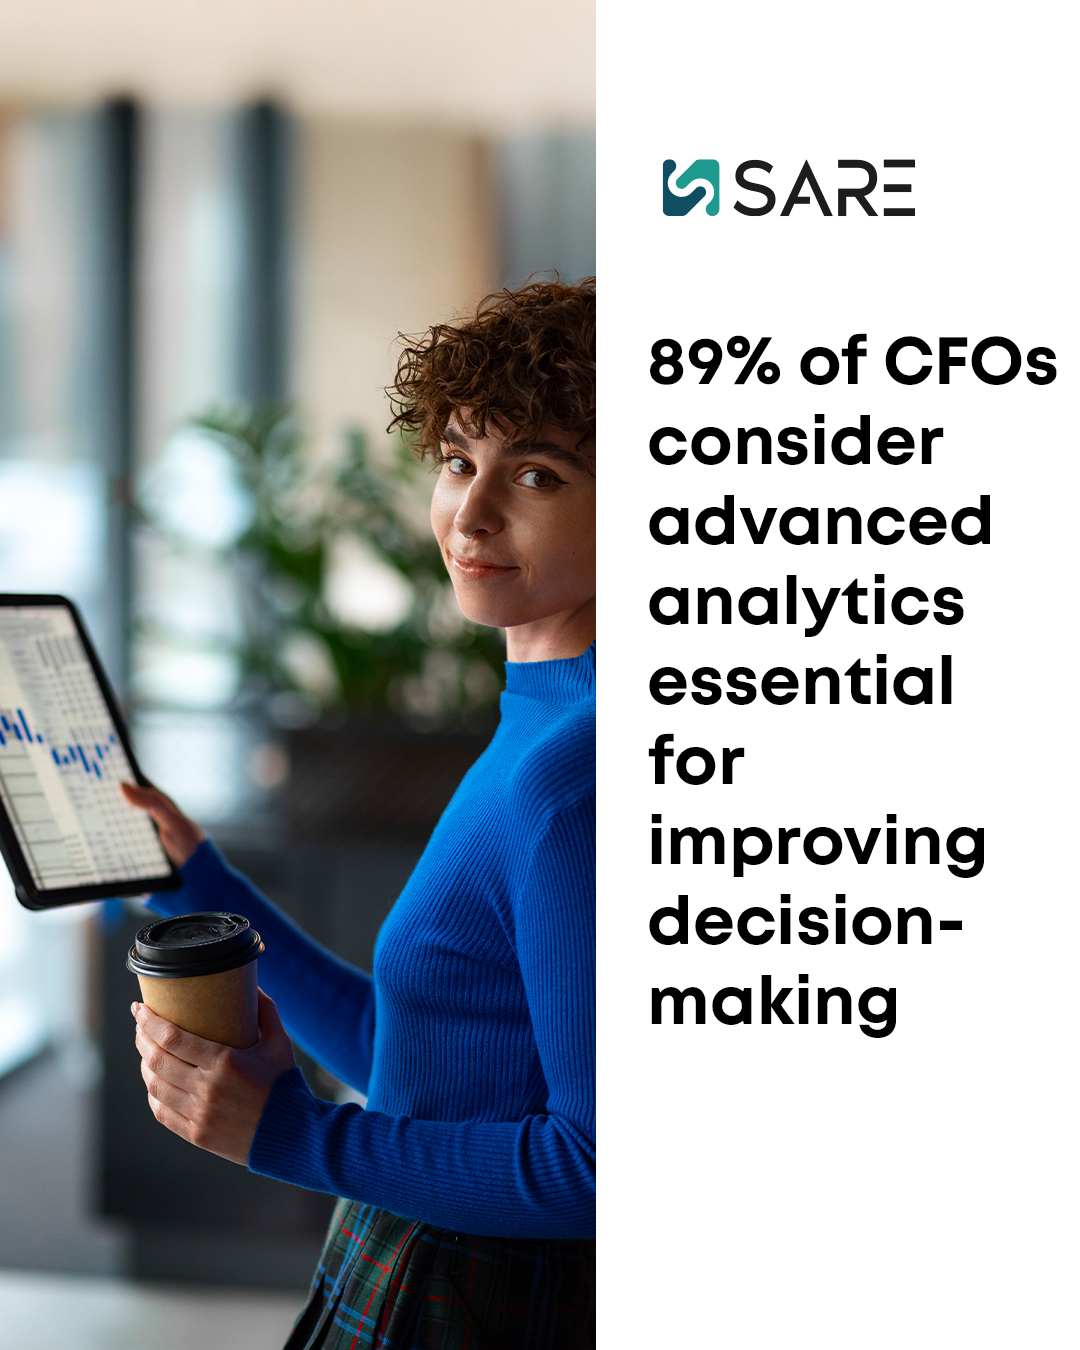 SARE
89% of CFOs
consider
advanced
analytics
essential
for
improving
decision-
making